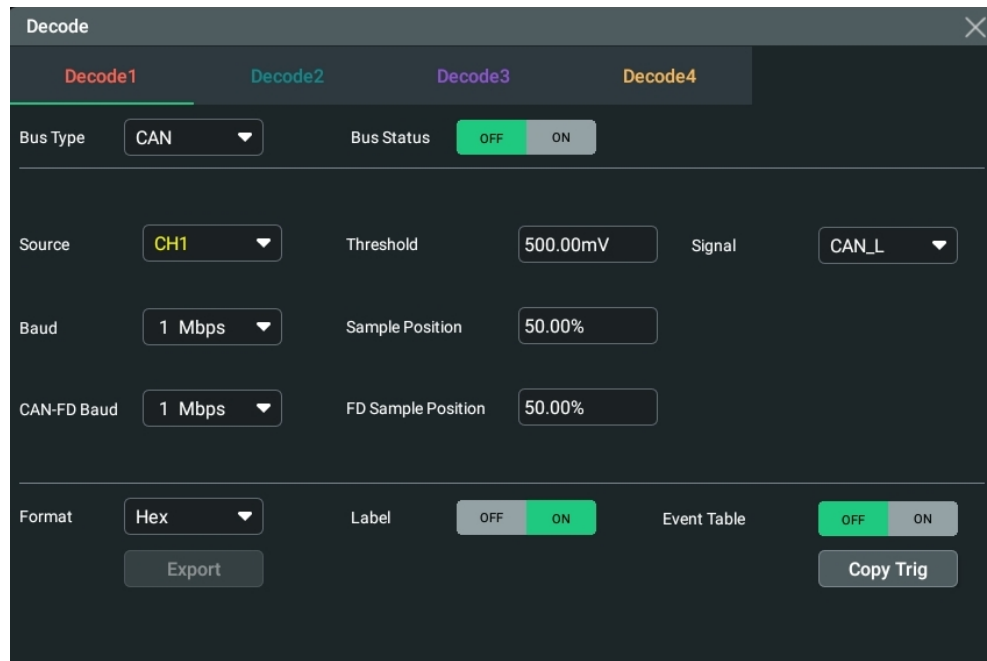 Decode
Decode1 Decode2 Decode3 Decode4
Bus Type CAN Bus Status OFF ON
Source CH1 Threshold 500.00mV Signal CAN_L
Baud 1 Mbps Sample Position 50.00%
CAN-FD Baud 1 Mbps FD Sample Position 50.00%
Format Hex Label OFF ON Event Table OFF ON
Export Copy Trig